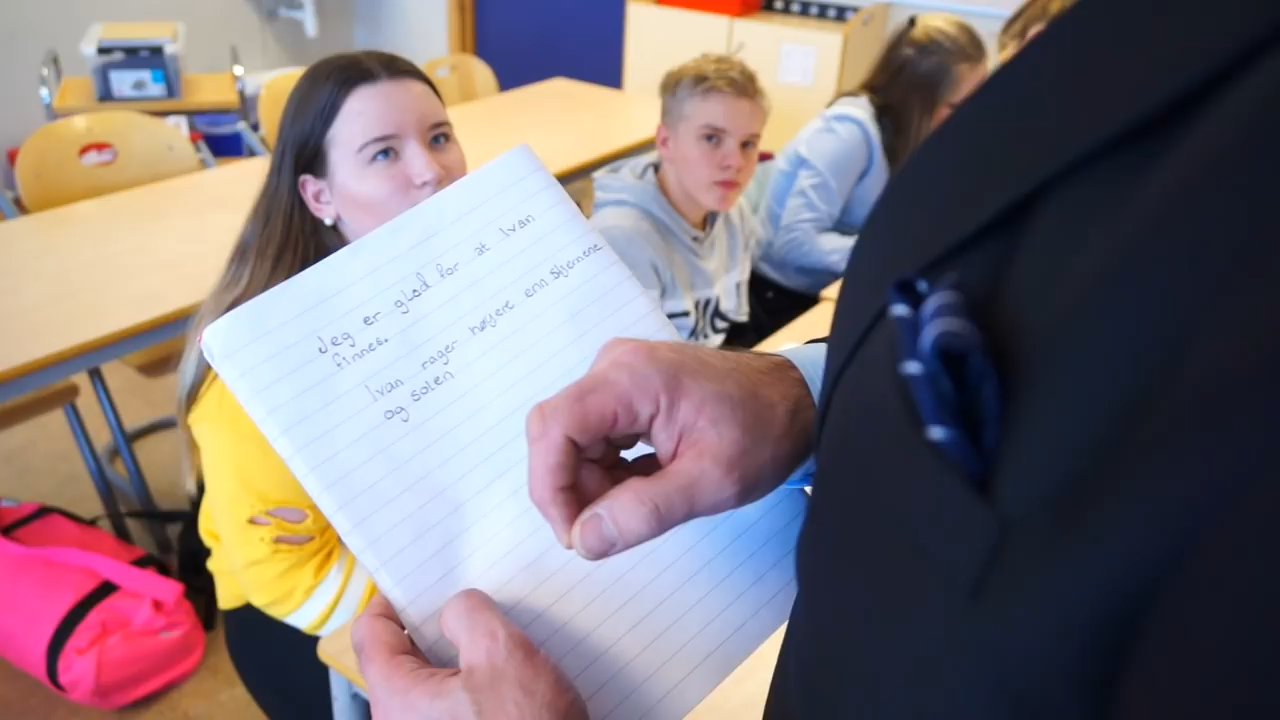 Jeg er glad for at Ivan
finnes.
Ivan rager høyere enn stjernene
og solen